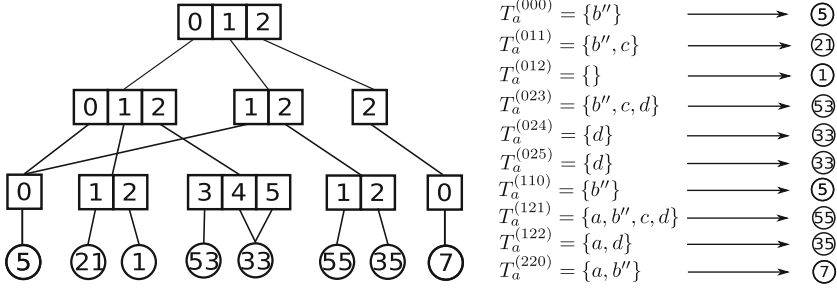 0 1 2
0 1 2 1 2 2
0 1 2 3 4 5 1 2 0
5 21 1 53 33 55 35 7
T_a^{(000)} = {b''} 5
T_a^{(011)} = {b'', c} 21
T_a^{(012)} = {} 1
T_a^{(023)} = {b'', c, d} 53
T_a^{(024)} = {d} 33
T_a^{(025)} = {d} 33
T_a^{(110)} = {b''} 5
T_a^{(121)} = {a, b'', c, d} 55
T_a^{(122)} = {a, d} 35
T_a^{(220)} = {a, b''} 7